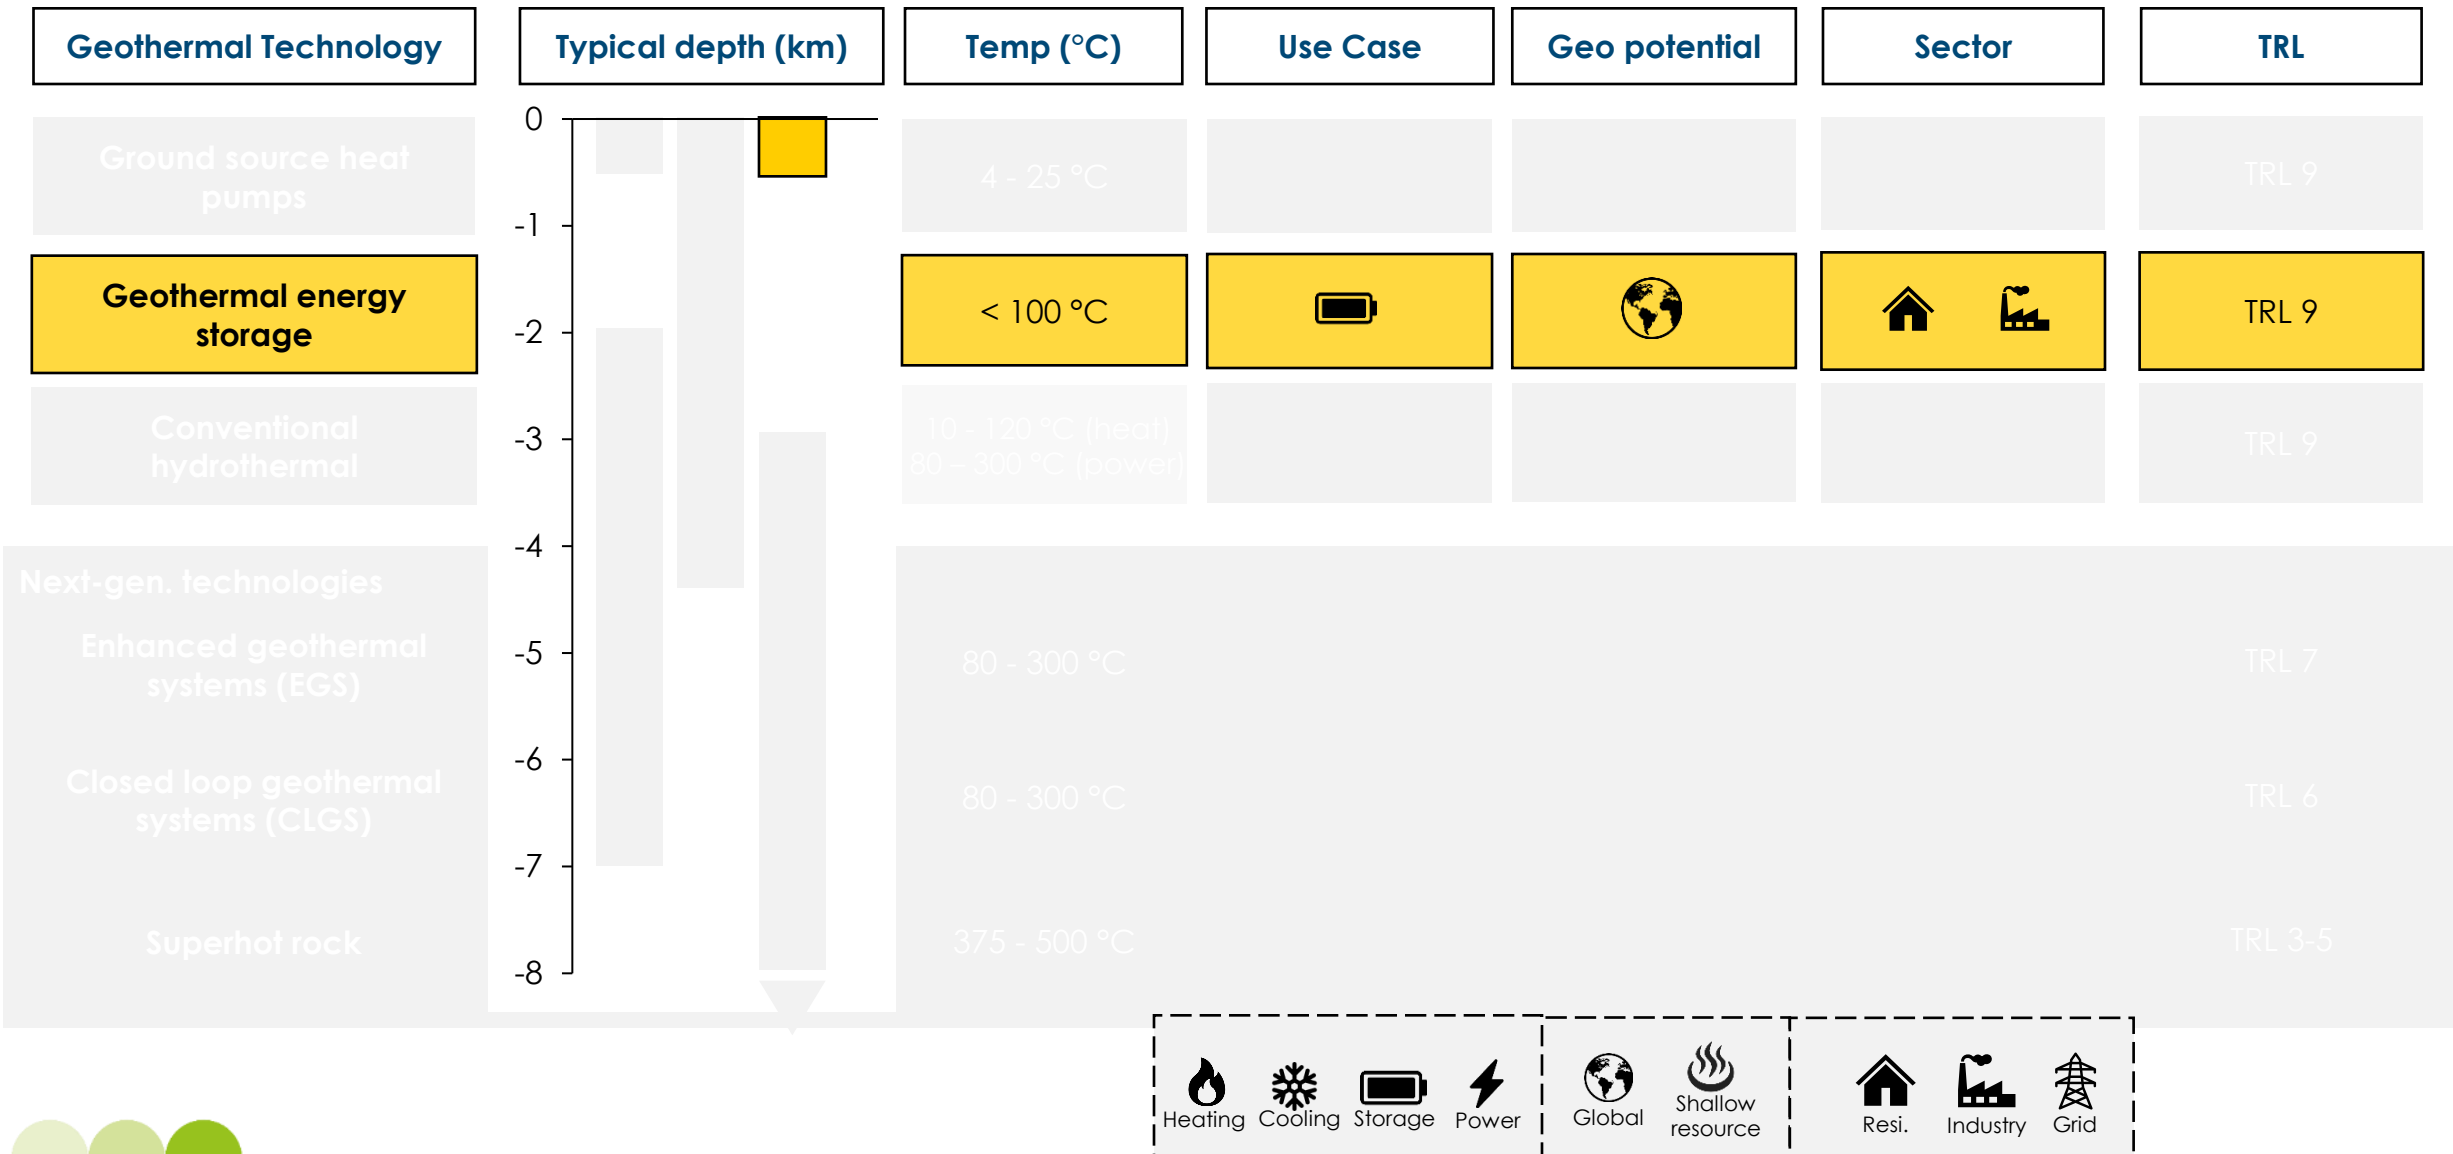 Geothermal Technology
Typical depth (km)
Temp (°C)
Use Case
Geo potential
Sector
TRL
0
-1
-2
-3
-4
-5
-6
-7
-8
Ground source heat
pumps
4 - 25 °C
TRL 9
Geothermal energy
storage
< 100 °C
TRL 9
Conventional
hydrothermal
10 - 120 °C (heat)
80 – 300 °C (power)
TRL 9
Next-gen. technologies
Enhanced geothermal
systems (EGS)
80 - 300 °C
TRL 7
Closed loop geothermal
systems (CLGS)
80 - 300 °C
TRL 6
Superhot rock
375 - 500 °C
TRL 3-5
Heating
Cooling
Storage
Power
Global
Shallow
resource
Resi.
Industry
Grid